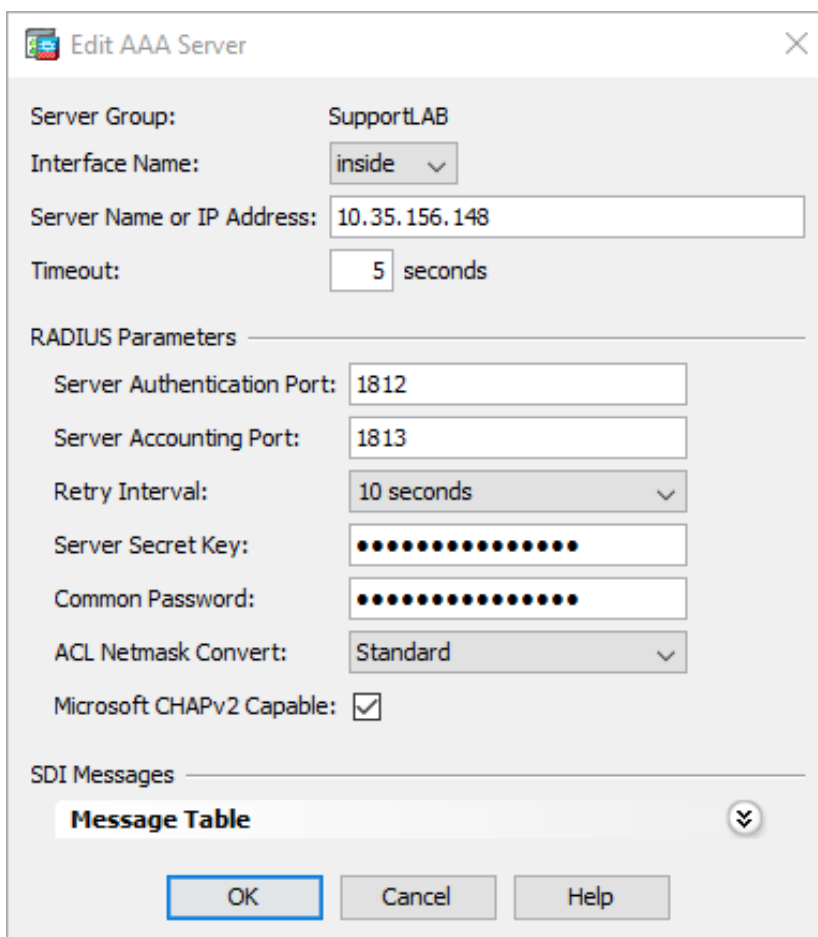 Edit AAA Server
Server Group: SupportLAB
Interface Name: inside
Server Name or IP Address: 10.35.156.148
Timeout: 5 seconds
RADIUS Parameters
Server Authentication Port: 1812
Server Accounting Port: 1813
Retry Interval: 10 seconds
Server Secret Key: ●●●●●●●●●●●●●●●
Common Password: ●●●●●●●●●●●●●●●
ACL Netmask Convert: Standard
Microsoft CHAPv2 Capable:
SDI Messages
Message Table
OK Cancel Help